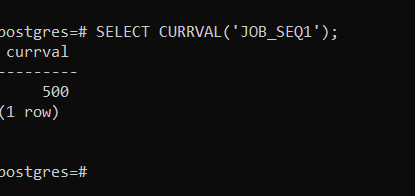 postgres=# SELECT CURRVAL('JOB_SEQ1');
currval
---------
500
(1 row)
postgres=#